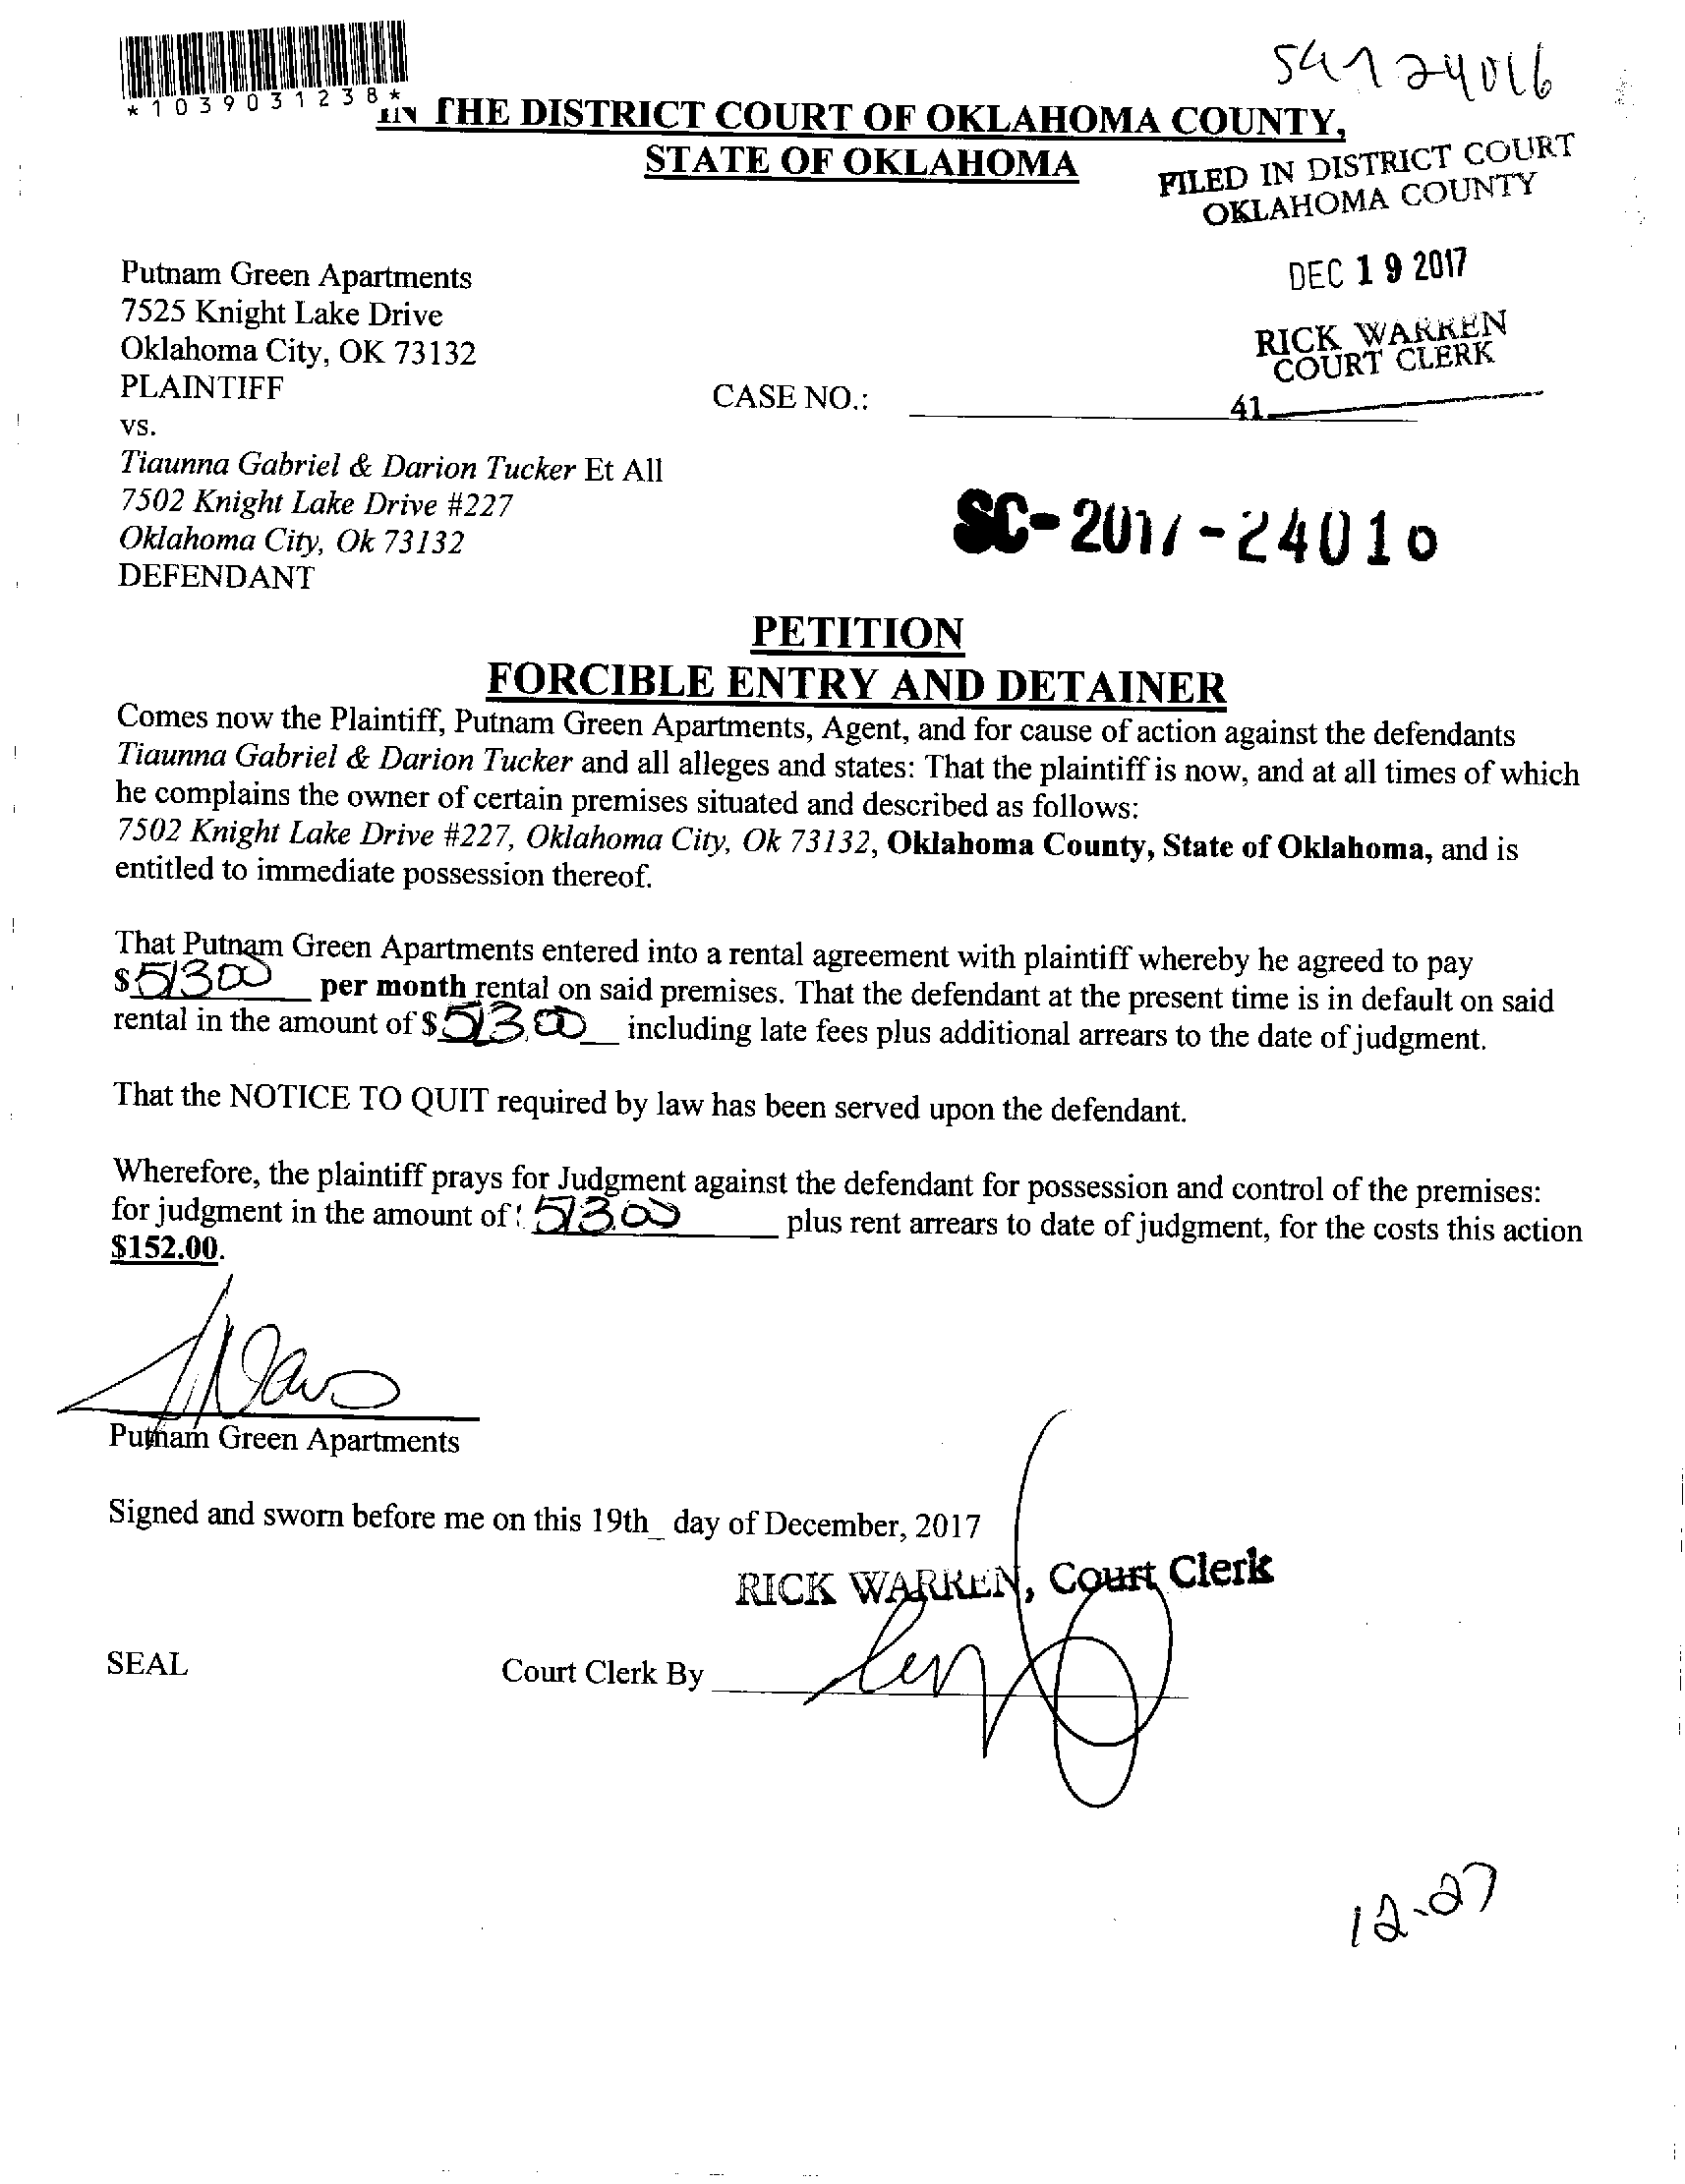 *1039031238*
IN THE DISTRICT COURT OF OKLAHOMA COUNTY,
STATE OF OKLAHOMA
FILED IN DISTRICT COURT
OKLAHOMA COUNTY
DEC 19 2017
RICK WARREN
COURT CLERK
41
Putnam Green Apartments
7525 Knight Lake Drive
Oklahoma City, OK 73132
PLAINTIFF
CASE NO.:
vs.
Tiaunna Gabriel & Darion Tucker Et All
7502 Knight Lake Drive #227
Oklahoma City, Ok 73132
DEFENDANT
PETITION
FORCIBLE ENTRY AND DETAINER
Comes now the Plaintiff, Putnam Green Apartments, Agent, and for cause of action against the defendants
Tiaunna Gabriel & Darion Tucker and all alleges and states: That the plaintiff is now, and at all times of which
he complains the owner of certain premises situated and described as follows:
7502 Knight Lake Drive #227, Oklahoma City, Ok 73132, Oklahoma County, State of Oklahoma, and is
entitled to immediate possession thereof.
That Putnam Green Apartments entered into a rental agreement with plaintiff whereby he agreed to pay
$513.00 per month rental on said premises. That the defendant at the present time is in default on said
rental in the amount of $513.00 including late fees plus additional arrears to the date of judgment.
That the NOTICE TO QUIT required by law has been served upon the defendant.
Wherefore, the plaintiff prays for Judgment against the defendant for possession and control of the premises:
for judgment in the amount of: 513.00 plus rent arrears to date of judgment, for the costs this action
$152.00.
Putnam Green Apartments
Signed and sworn before me on this 19th_ day of December, 2017
RICK WARREN, Court Clerk
SEAL
Court Clerk By
12-27